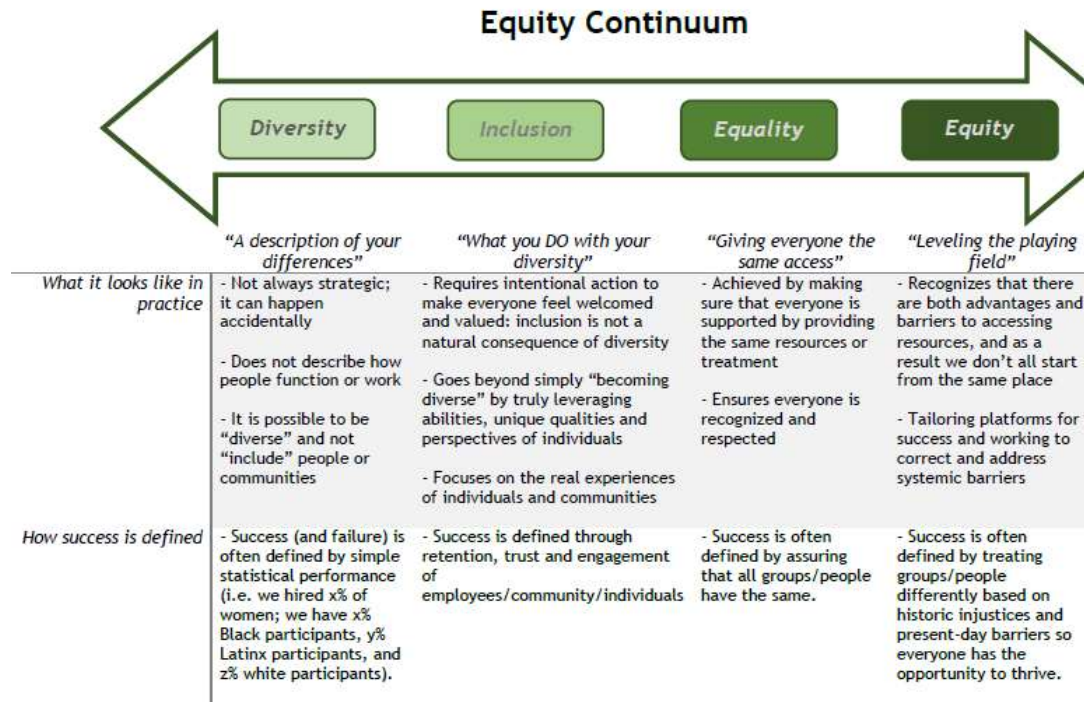 Equity Continuum
Diversity
Inclusion
Equality
Equity
“A description of your
differences”
“What you DO with your
diversity”
“Giving everyone the
same access”
“Leveling the playing
field”
What it looks like in
practice
- Not always strategic;
it can happen
accidentally
- Does not describe how
people function or work
- It is possible to be
“diverse” and not
“include” people or
communities
- Requires intentional action to
make everyone feel welcomed
and valued: inclusion is not a
natural consequence of diversity
- Goes beyond simply “becoming
diverse” by truly leveraging
abilities, unique qualities and
perspectives of individuals
- Focuses on the real experiences
of individuals and communities
- Achieved by making
sure that everyone is
supported by providing
the same resources or
treatment
- Ensures everyone is
recognized and
respected
- Recognizes that there
are both advantages and
barriers to accessing
resources, and as a
result we don’t all start
from the same place
- Tailoring platforms for
success and working to
correct and address
systemic barriers
How success is defined
- Success (and failure) is
often defined by simple
statistical performance
(i.e. we hired x% of
women; we have x%
Black participants, y%
Latinx participants, and
z% white participants).
- Success is defined through
retention, trust and engagement
of
employees/community/individuals
- Success is often
defined by assuring
that all groups/people
have the same.
- Success is often
defined by treating
groups/people
differently based on
historic injustices and
present-day barriers so
everyone has the
opportunity to thrive.